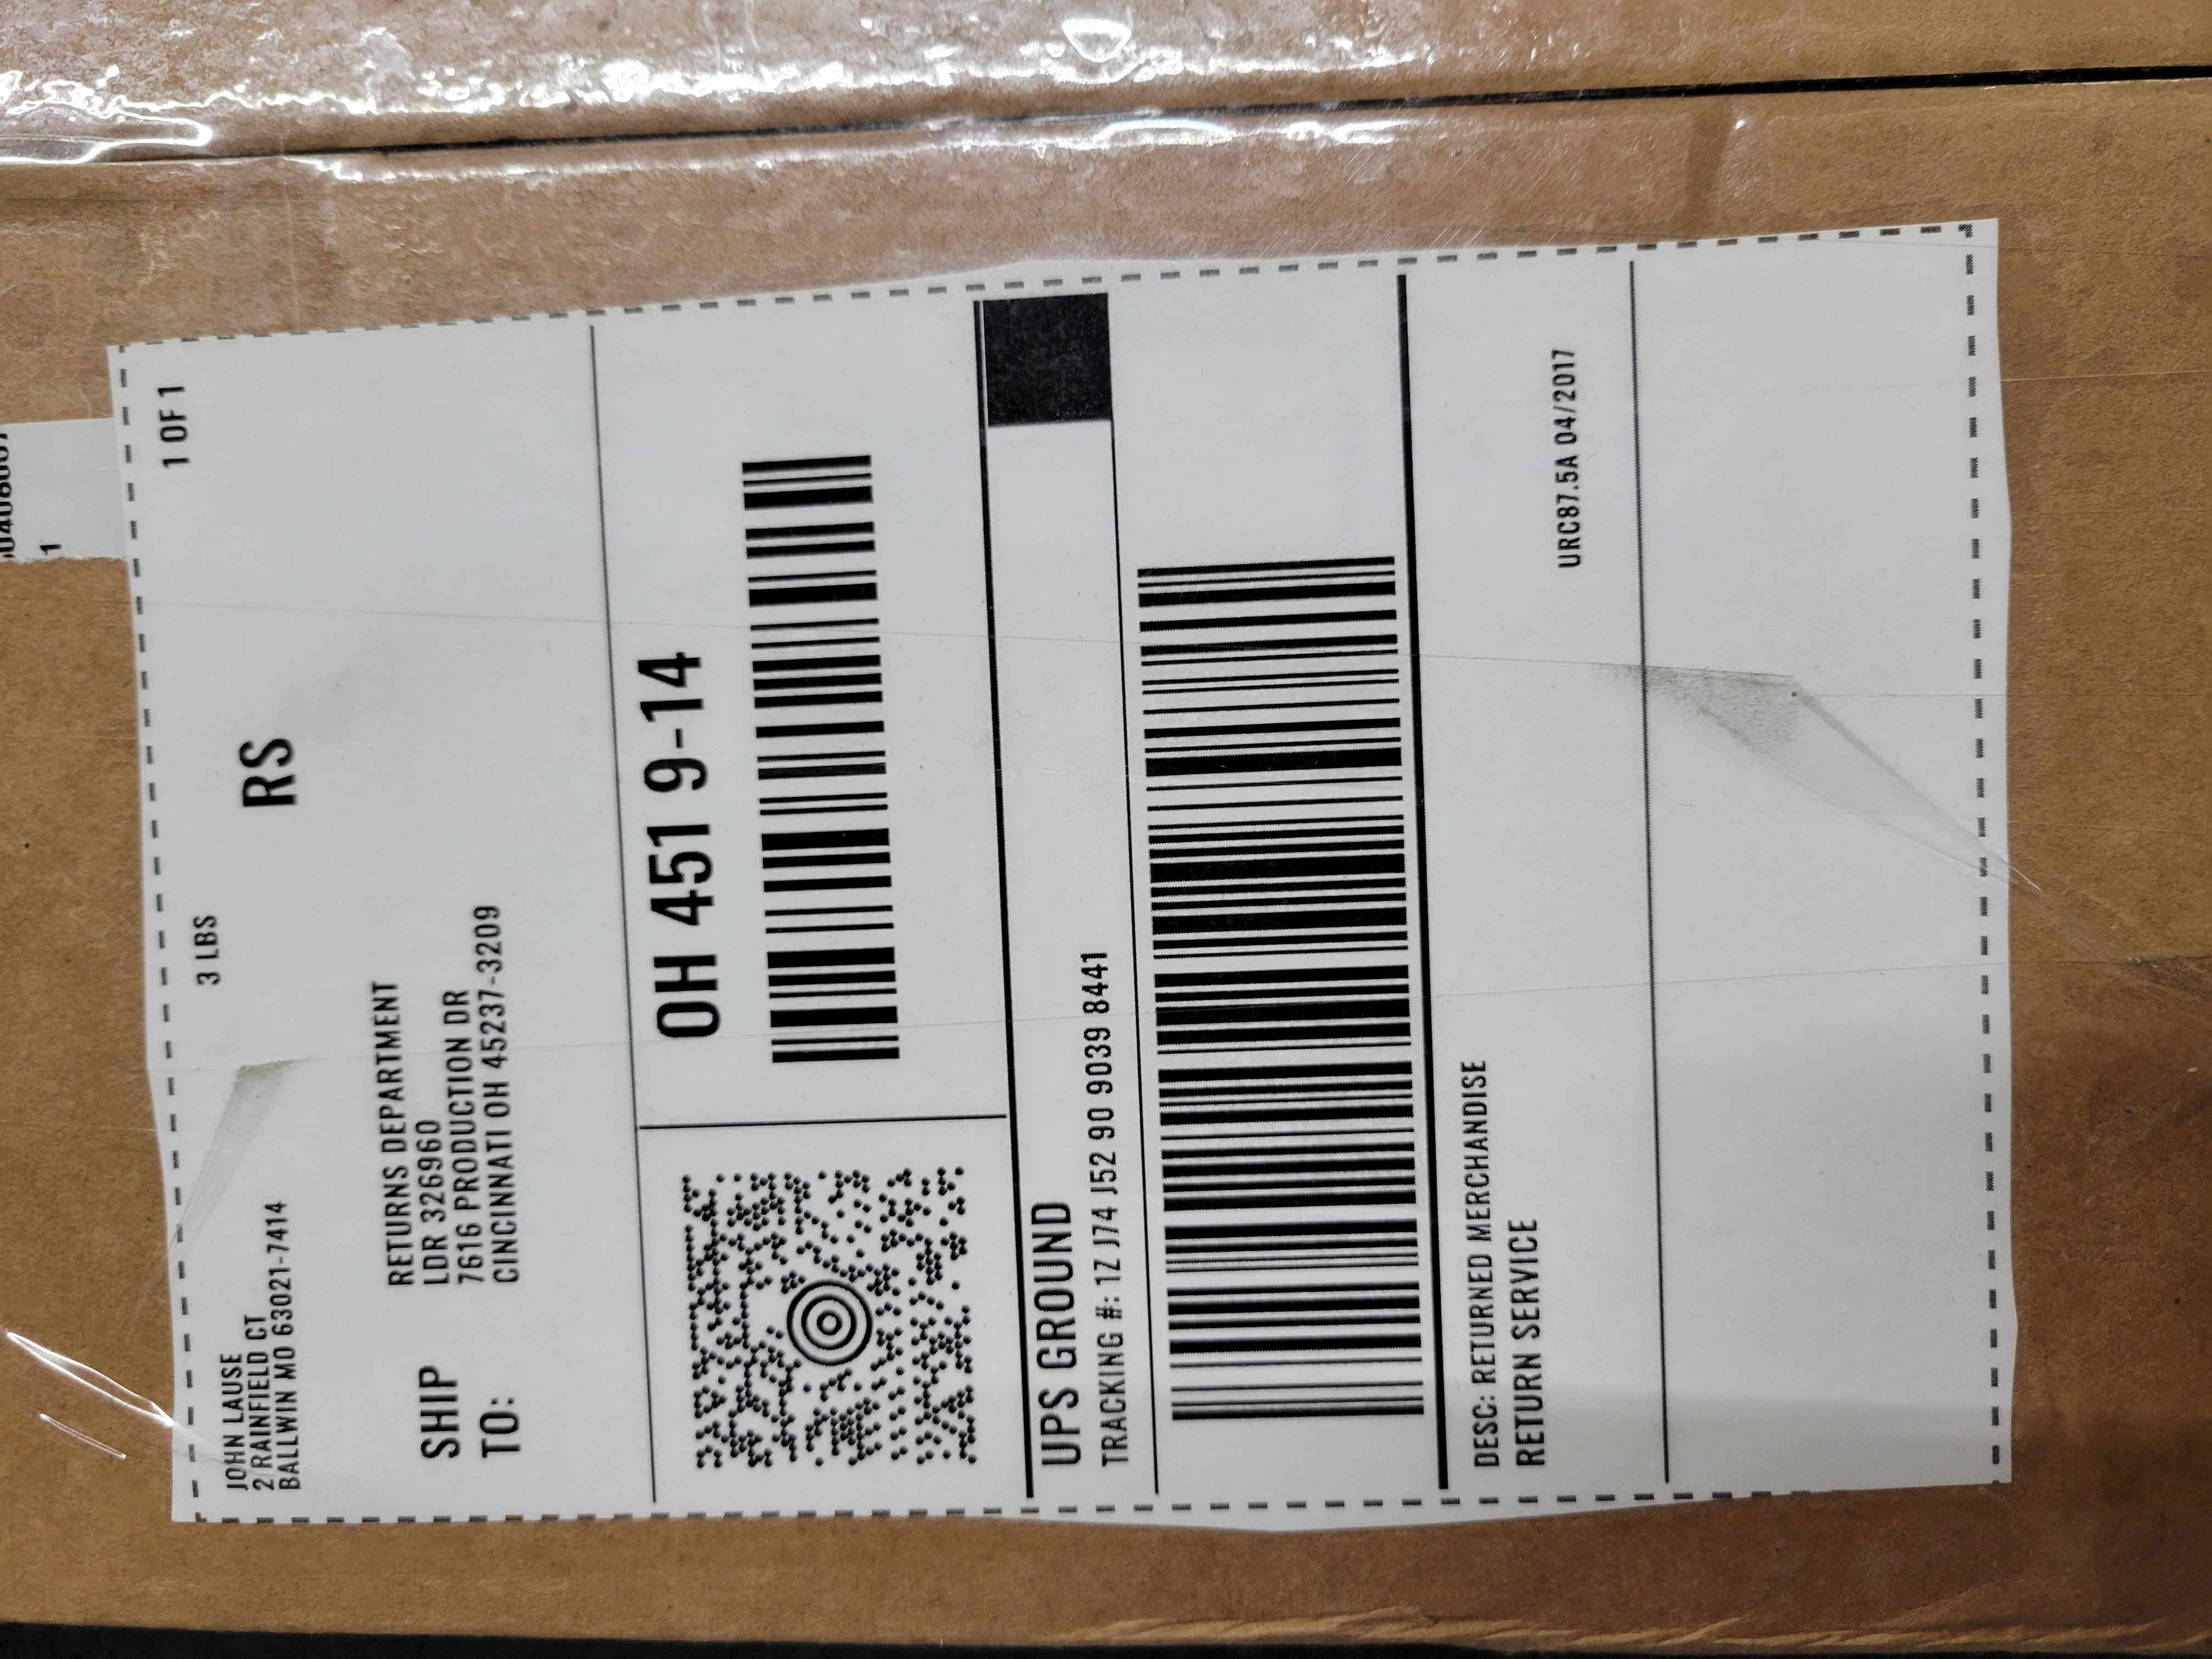 JOHN LAUSE
2 RAINFIELD CT
BALLWIN MO 63021-7414
3 LBS
1 OF 1
RS
SHIP
TO:
RETURNS DEPARTMENT
LDR 326960
7616 PRODUCTION DR
CINCINNATI OH 45237-3209
OH 451 9-14
UPS GROUND
TRACKING #: 1Z J74 J52 90 9039 8441
DESC: RETURNED MERCHANDISE
RETURN SERVICE
URC87.5A 04/2017
1